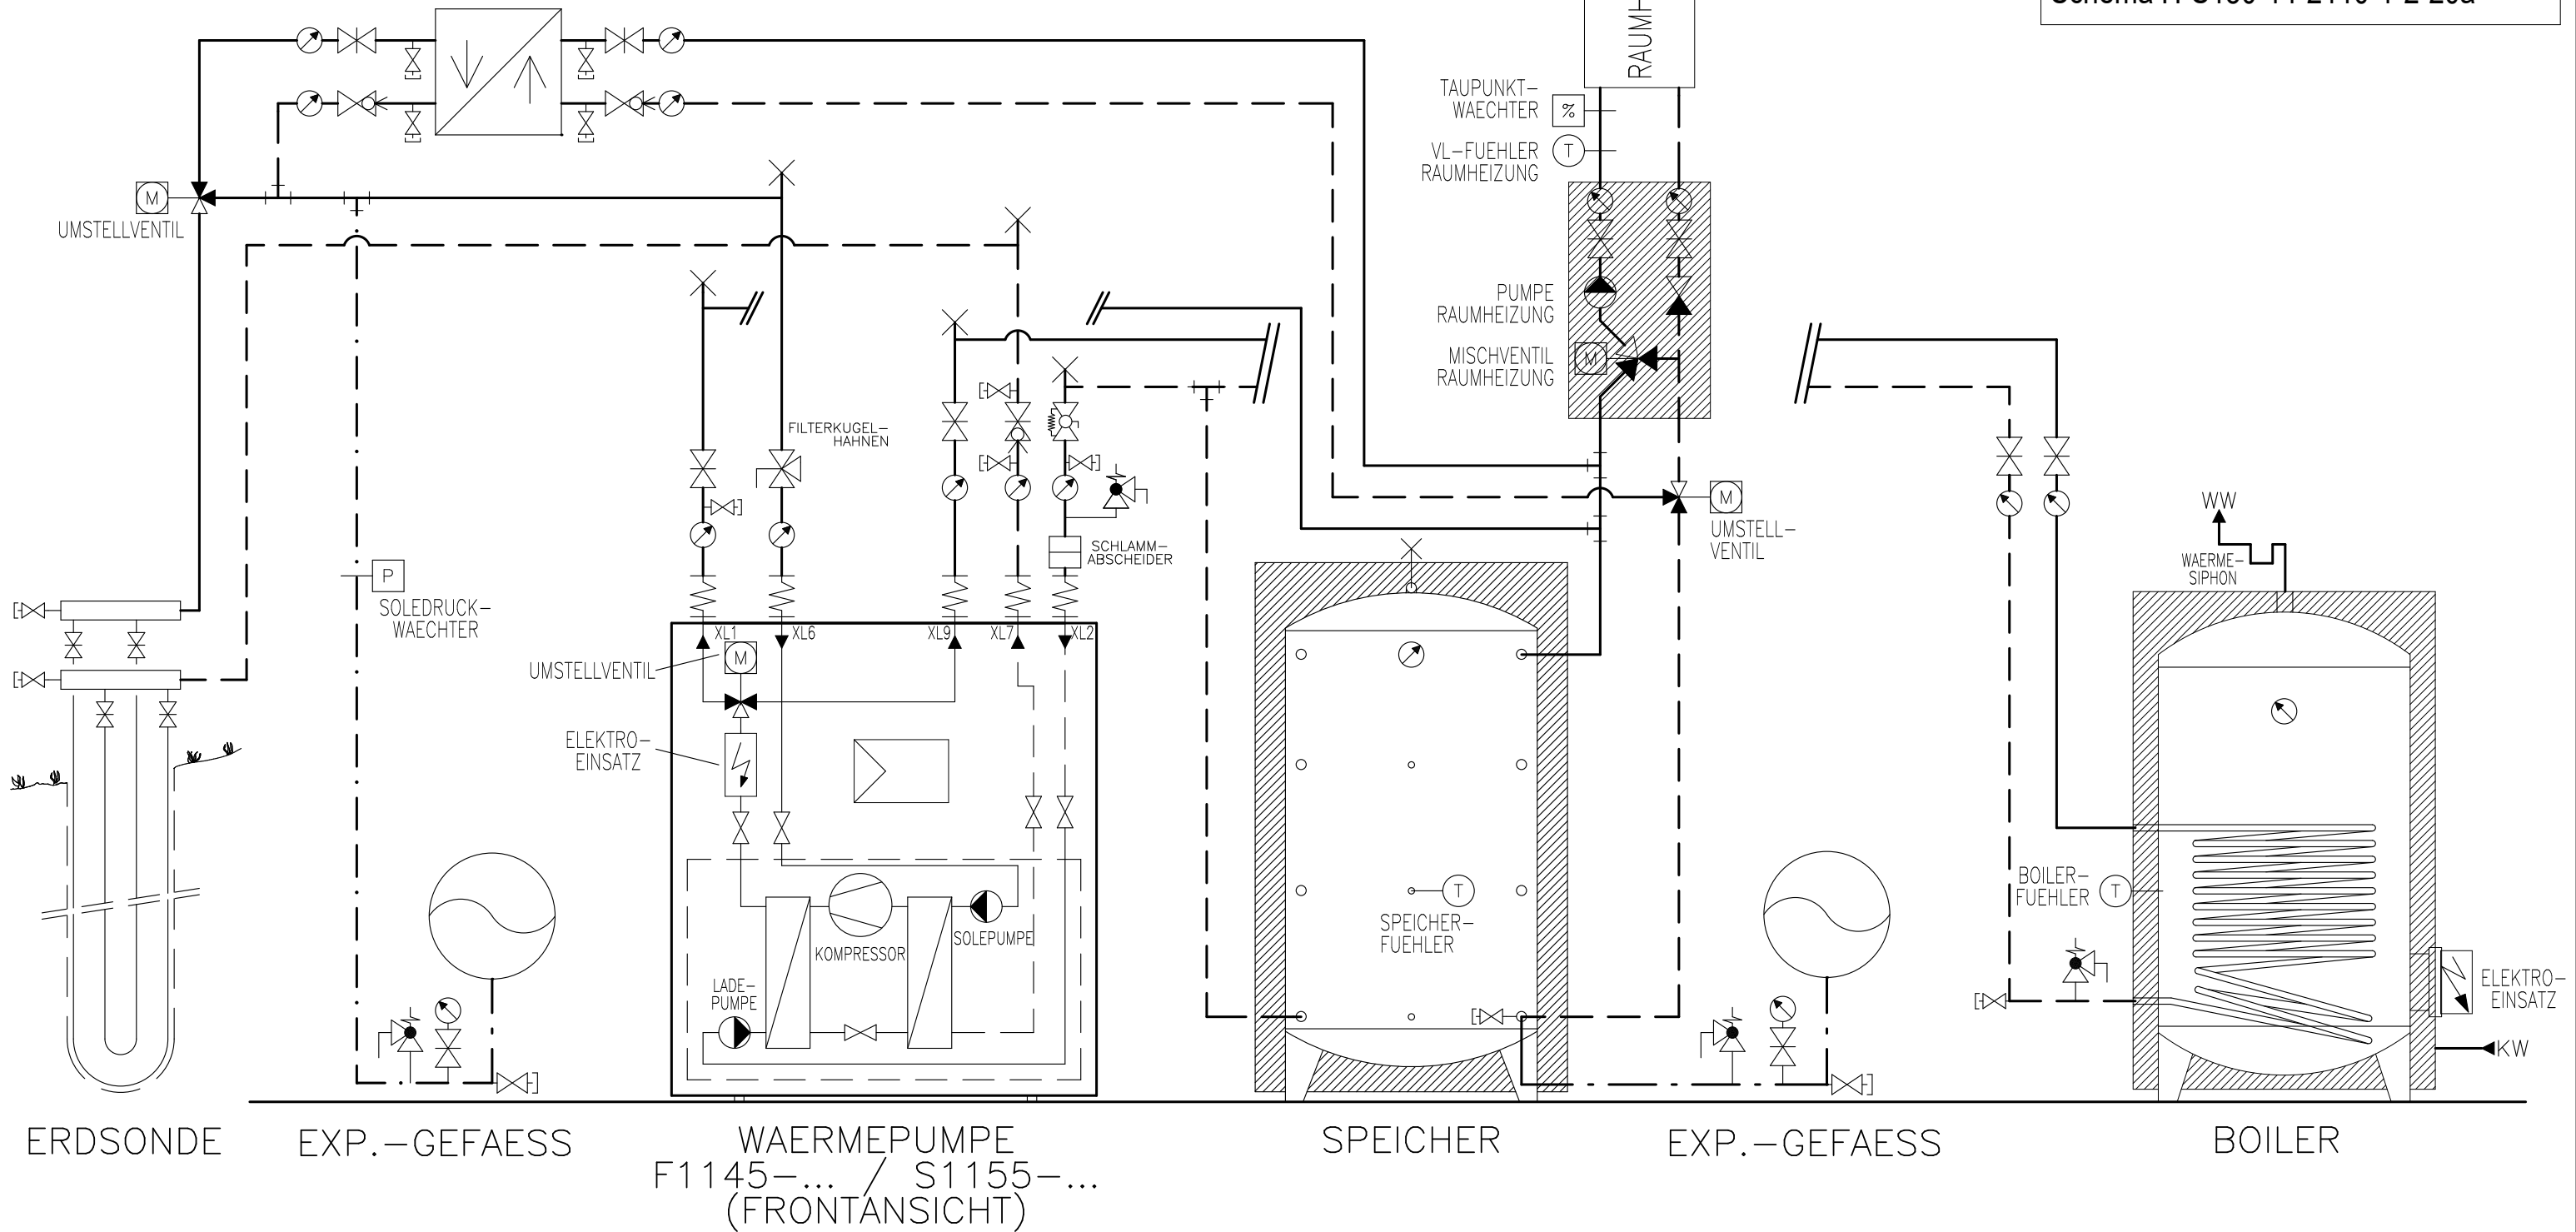 RAUMH
TAUPUNKT-
WAECHTER
%
VL-FUEHLER
RAUMHEIZUNG
T
M
UMSTELLVENTIL
PUMPE
RAUMHEIZUNG
MISCHVENTIL
RAUMHEIZUNG
M
FILTERKUGEL-
HAHNEN
M
UMSTELL-
VENTIL
SCHLAMM-
ABSCHEIDER
WW
WAERME-
SIPHON
P
SOLEDRUCK-
WAECHTER
XL1
XL6
XL9
XL7
XL2
M
UMSTELLVENTIL
ELEKTRO-
EINSATZ
KOMPRESSOR
SOLEPUMPE
LADE-
PUMPE
T
SPEICHER-
FUEHLER
BOILER-
FUEHLER
T
ELEKTRO-
EINSATZ
KW
ERDSONDE
EXP.-GEFAESS
WAERMEPUMPE
F1145-... / S1155-...
(FRONTANSICHT)
SPEICHER
EXP.-GEFAESS
BOILER